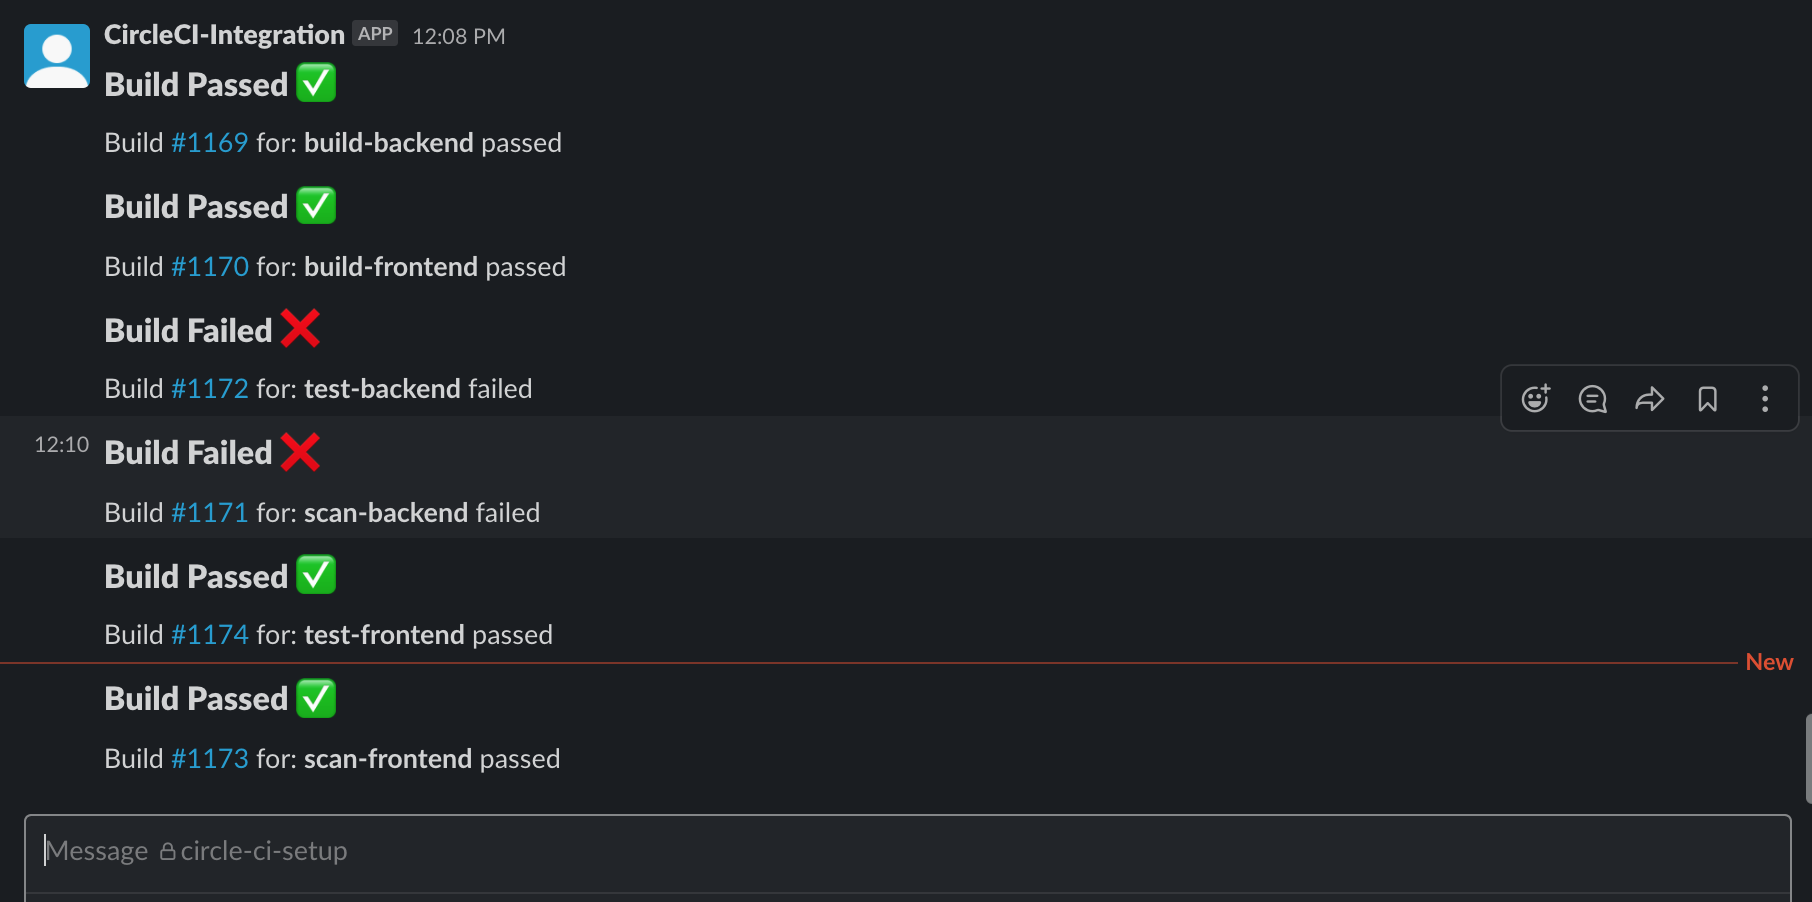 CircleCI-Integration APP 12:08 PM
Build Passed ✅
Build #1169 for: build-backend passed
Build Passed ✅
Build #1170 for: build-frontend passed
Build Failed ❌
Build #1172 for: test-backend failed
12:10 Build Failed ❌
Build #1171 for: scan-backend failed
Build Passed ✅
Build #1174 for: test-frontend passed
New
Build Passed ✅
Build #1173 for: scan-frontend passed
Message circle-ci-setup